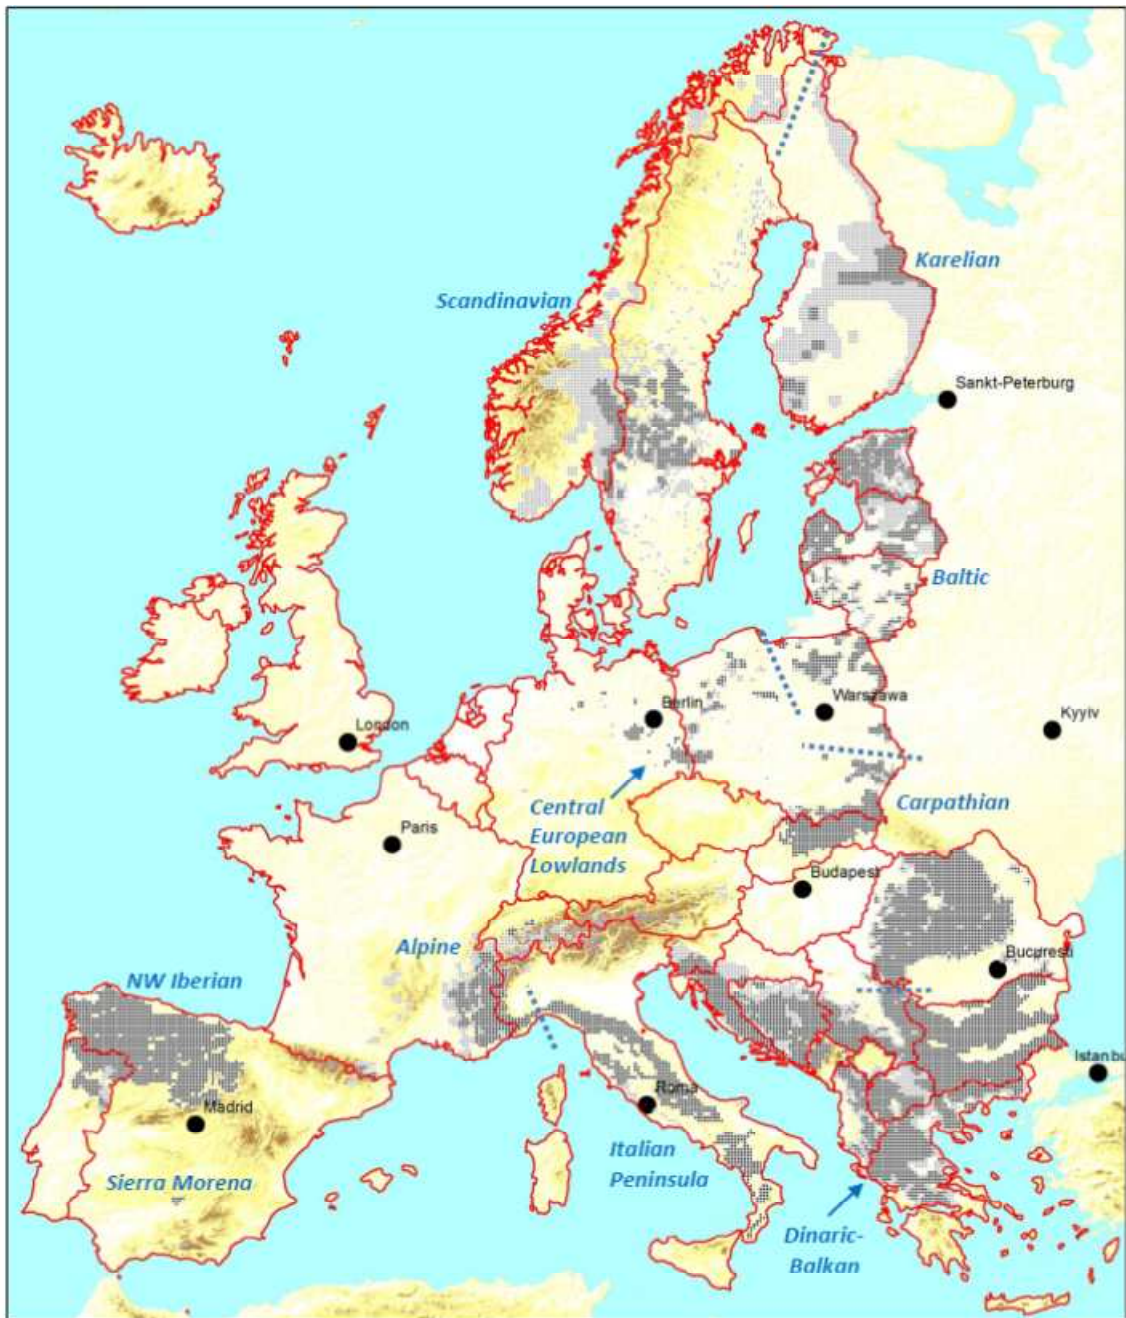 Karelian
Scandinavian
Sankt-Peterburg
Baltic
Berlin
Warszawa
London
Kyyiv
Central
European
Lowlands
Carpathian
Paris
Budapest
Alpine
NW Iberian
Bucuresti
Istanbu
Roma
Madrid
Italian
Peninsula
Sierra Morena
Dinaric-
Balkan